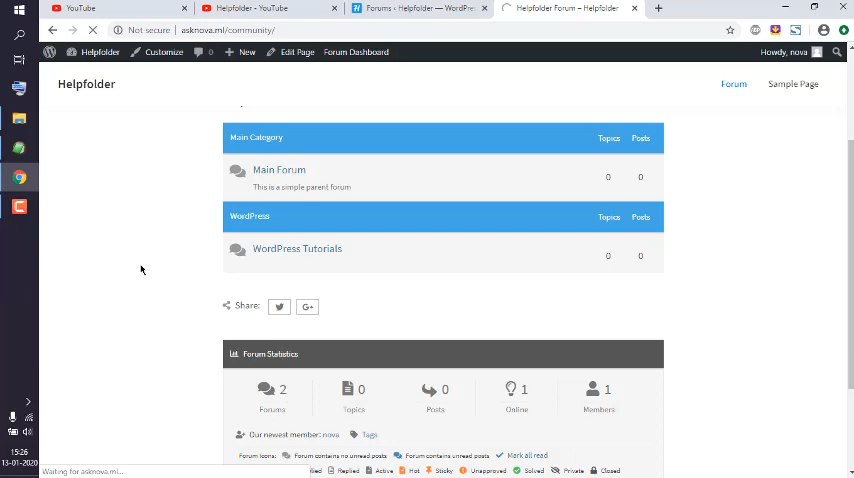 YouTube
Helpfolder - YouTube
Forums ‹ Helpfolder — WordPres
Helpfolder Forum – Helpfolder
Not secure | asknova.ml/community/
Helpfolder Customize 0 New Edit Page Forum Dashboard Howdy, nova
Helpfolder Forum Sample Page
Main Category Topics Posts
Main Forum 0 0
This is a simple parent forum
WordPress Topics Posts
WordPress Tutorials 0 0
Share: G+
Forum Statistics
2 0 0 1 1
Forums Topics Posts Online Members
Our newest member: nova Tags
Forum Icons: Forum contains no unread posts Forum contains unread posts Mark all read
Replied Active Hot Sticky Unapproved Solved Private Closed
Waiting for asknova.ml...
15:26
13-01-2020